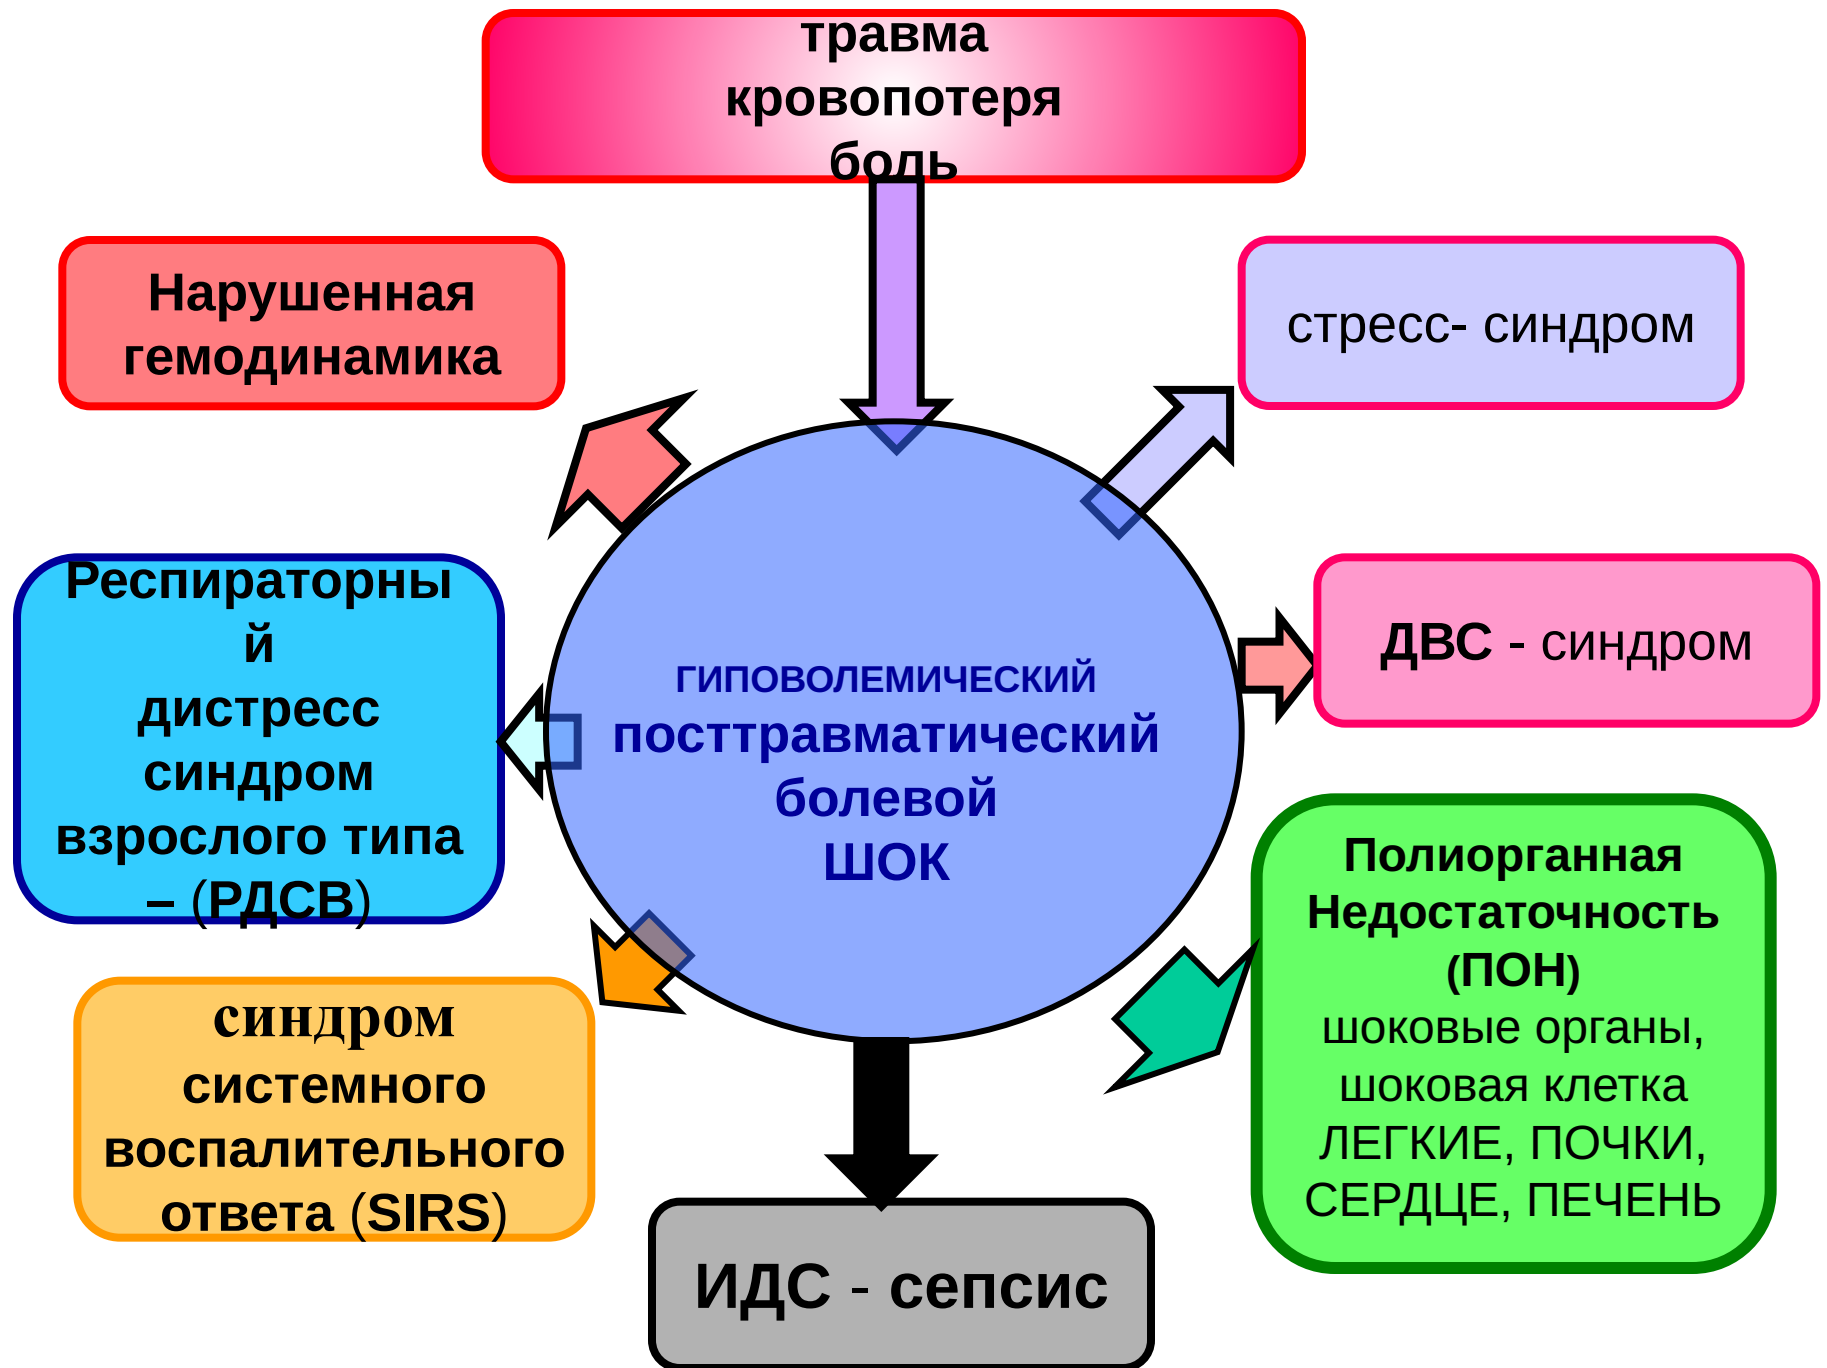 травма
кровопотеря
боль
Нарушенная
гемодинамика
стресс- синдром
Респираторны
й
дистресс
синдром
взрослого типа
– (РДСВ)
ГИПОВОЛЕМИЧЕСКИЙ
посттравматический
болевой
ШОК
ДВС - синдром
Полиорганная
Недостаточность
(ПОН)
шоковые органы,
шоковая клетка
ЛЕГКИЕ, ПОЧКИ,
СЕРДЦЕ, ПЕЧЕНЬ
синдром
системного
воспалительного
ответа (SIRS)
ИДС - сепсис